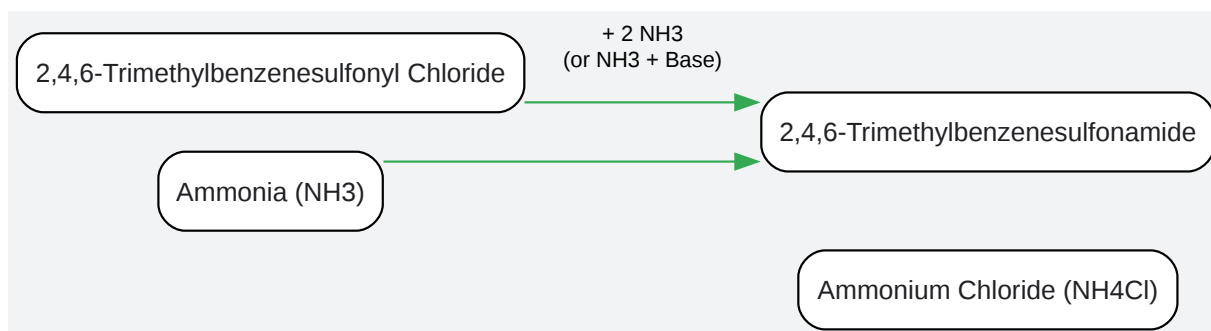 2,4,6-Trimethylbenzenesulfonyl Chloride
+ 2 NH3
(or NH3 + Base)
2,4,6-Trimethylbenzenesulfonamide
Ammonia (NH3)
Ammonium Chloride (NH4Cl)